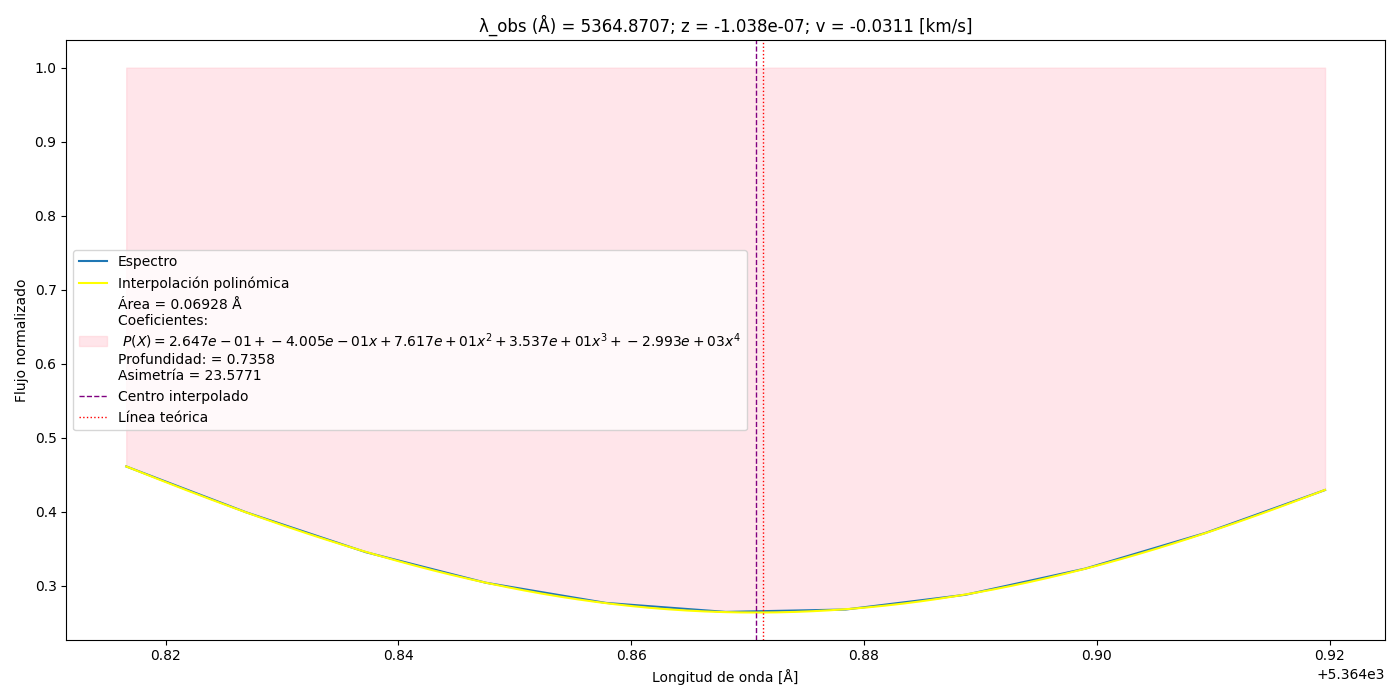 λ_obs (Å) = 5364.8707; z = -1.038e-07; v = -0.0311 [km/s]
Flujo normalizado
1.0
0.9
0.8
0.7
0.6
0.5
0.4
0.3
Espectro
Interpolación polinómica
Área = 0.06928 Å
Coeficientes:
P(X) = 2.647e − 01 + −4.005e − 01x + 7.617e + 01x² + 3.537e + 01x³ + −2.993e + 03x⁴
Profundidad: = 0.7358
Asimetría = 23.5771
Centro interpolado
Línea teórica
0.82 0.84 0.86 0.88 0.90 0.92
+5.364e3
Longitud de onda [Å]